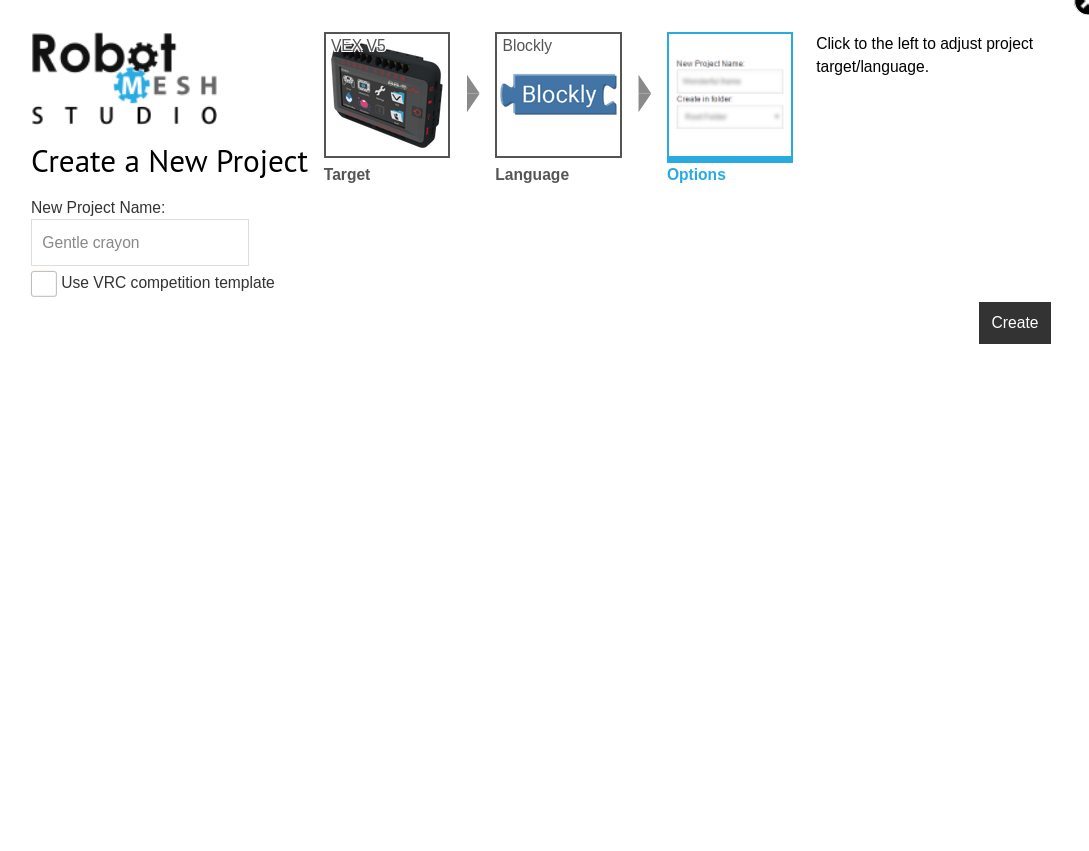 Robot
MESH
STUDIO
Create a New Project
VEX V5
Target
Blockly
Blockly
Language
New Project Name:
Create in folder:
Options
Click to the left to adjust project
target/language.
New Project Name:
Gentle crayon
Use VRC competition template
Create